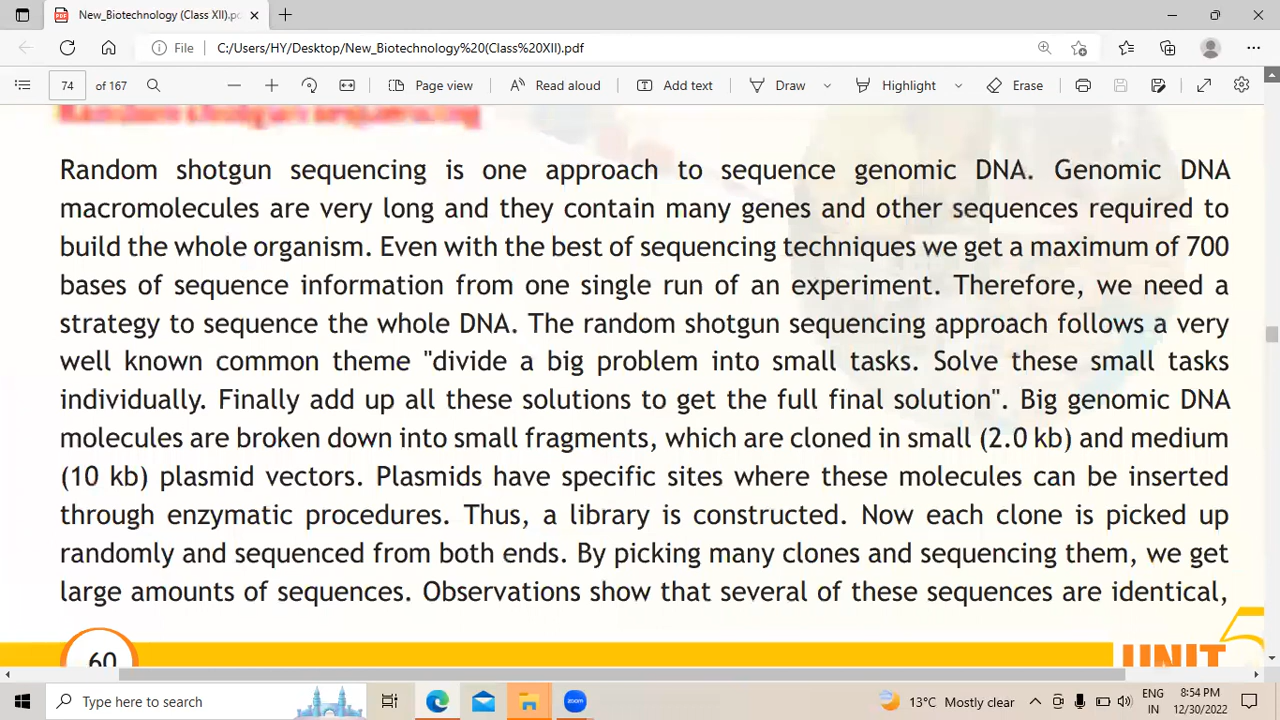 New_Biotechnology (Class XII).pdf
File C:/Users/HY/Desktop/New_Biotechnology%20(Class%20XII).pdf
74 of 167 Page view Read aloud Add text Draw Highlight Erase
Random shotgun sequencing
Random shotgun sequencing is one approach to sequence genomic DNA. Genomic DNA
macromolecules are very long and they contain many genes and other sequences required to
build the whole organism. Even with the best of sequencing techniques we get a maximum of 700
bases of sequence information from one single run of an experiment. Therefore, we need a
strategy to sequence the whole DNA. The random shotgun sequencing approach follows a very
well known common theme "divide a big problem into small tasks. Solve these small tasks
individually. Finally add up all these solutions to get the full final solution". Big genomic DNA
molecules are broken down into small fragments, which are cloned in small (2.0 kb) and medium
(10 kb) plasmid vectors. Plasmids have specific sites where these molecules can be inserted
through enzymatic procedures. Thus, a library is constructed. Now each clone is picked up
randomly and sequenced from both ends. By picking many clones and sequencing them, we get
large amounts of sequences. Observations show that several of these sequences are identical,
60
UNIT 5
Type here to search zoom 13°C Mostly clear ENG 8:54 PM
IN 12/30/2022